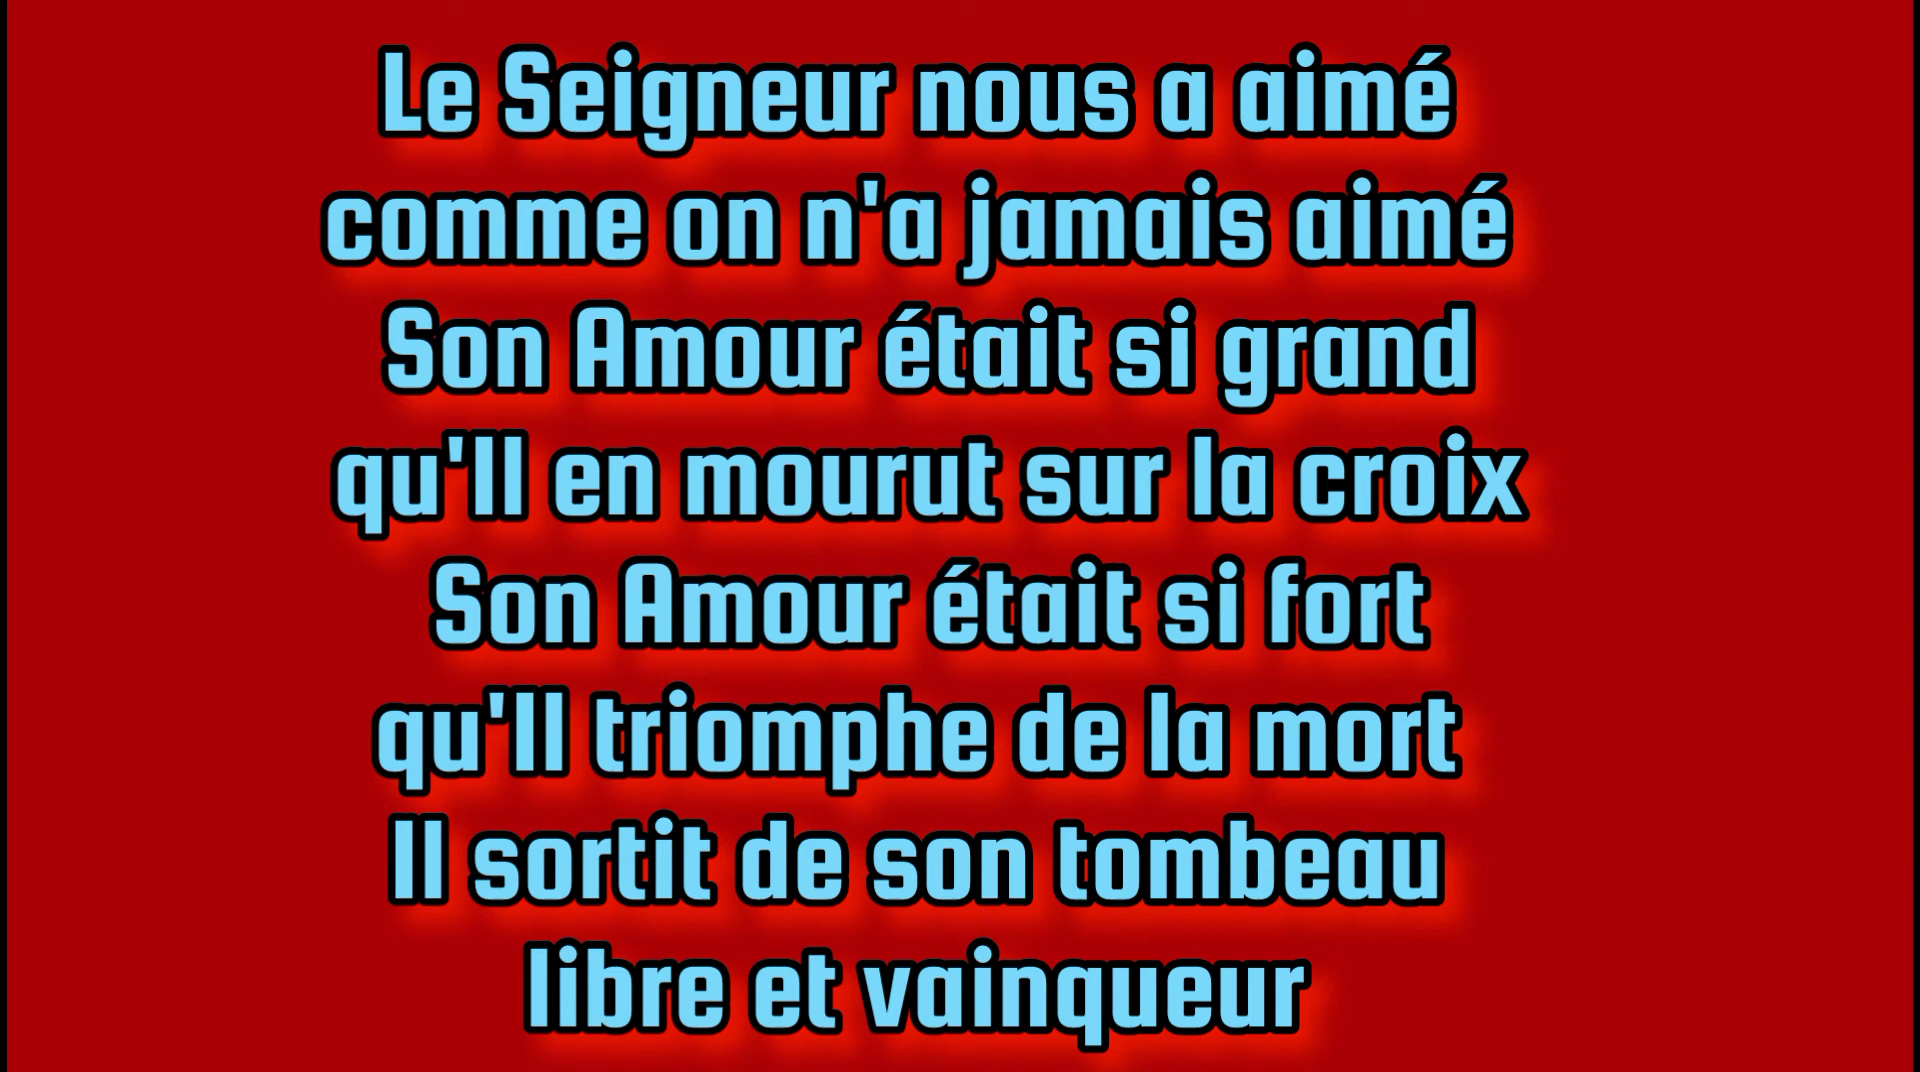 Le Seigneur nous a aimé
comme on n'a jamais aimé
Son Amour était si grand
qu'Il en mourut sur la croix
Son Amour était si fort
qu'Il triomphe de la mort
Il sortit de son tombeau
libre et vainqueur